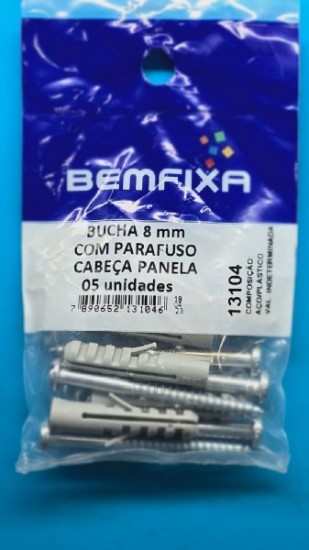 BEMFIXA
BUCHA 8 mm
COM PARAFUSO
CABEÇA PANELA
05 unidades
7 890652 131046
13104
COMPOSIÇÃO:
AÇO/PLÁSTICO
VAL. INDETERMINADA